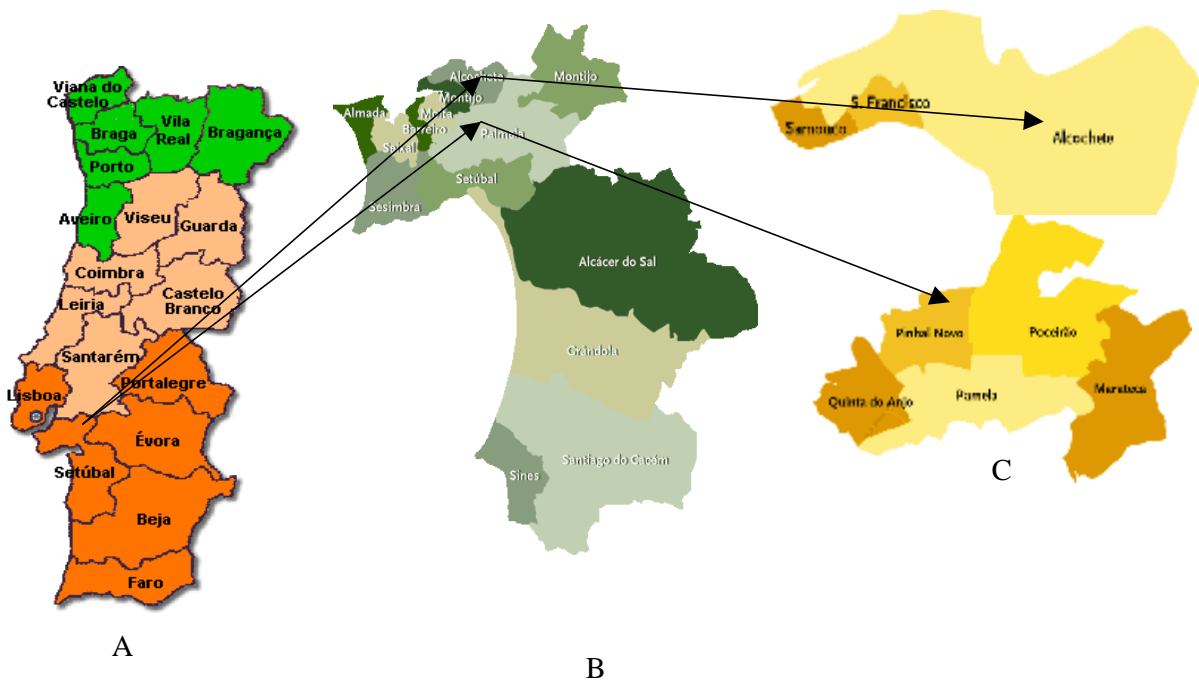 Viana do
Castelo
Braga
Vila
Real
Bragança
Porto
Aveiro
Viseu
Guarda
Coimbra
Castelo
Branco
Leiria
Santarém
Portalegre
Lisboa
Évora
Setúbal
Beja
Faro
A
Alcochete
Montijo
Montijo
Almada
Moita
Barreiro
Palmela
Seixal
Setúbal
Sesimbra
Alcácer do Sal
Grândola
Santiago do Cacém
Sines
B
S. Francisco
Samouco
Alcochete
Pinhal Novo
Poceirão
Quinta do Anjo
Pamela
Marateca
C